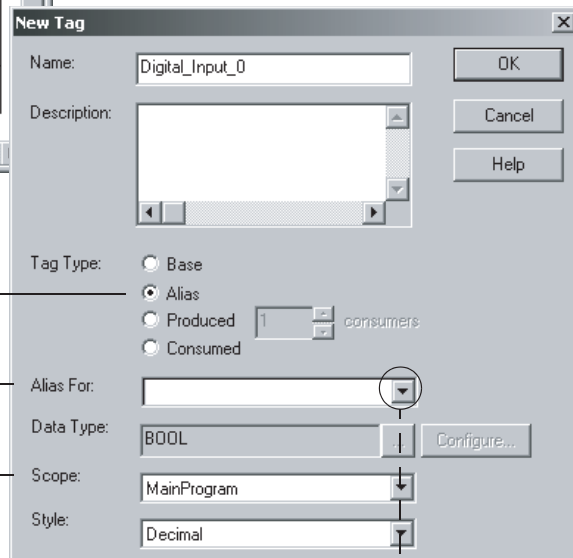 New Tag
Name: Digital_Input_0 OK
Description: Cancel
Help
Tag Type: Base
Alias
Produced 1 consumers
Consumed
Alias For:
Data Type: BOOL ... Configure...
Scope: MainProgram
Style: Decimal